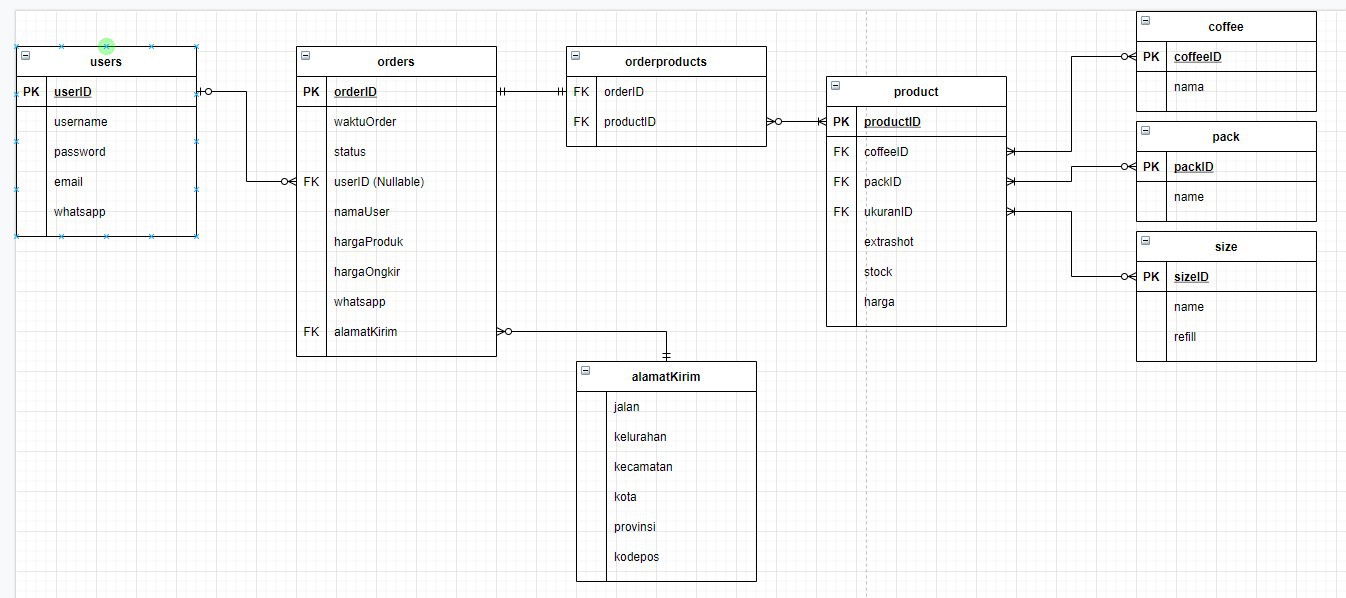 users
PK userID
username
password
email
whatsapp
orders
PK orderID
waktuOrder
status
FK userID (Nullable)
namaUser
hargaProduk
hargaOngkir
whatsapp
FK alamatKirim
orderproducts
FK orderID
FK productID
alamatKirim
jalan
kelurahan
kecamatan
kota
provinsi
kodepos
product
PK productID
FK coffeeID
FK packID
FK ukuranID
extrashot
stock
harga
coffee
PK coffeeID
nama
pack
PK packID
name
size
PK sizeID
name
refill